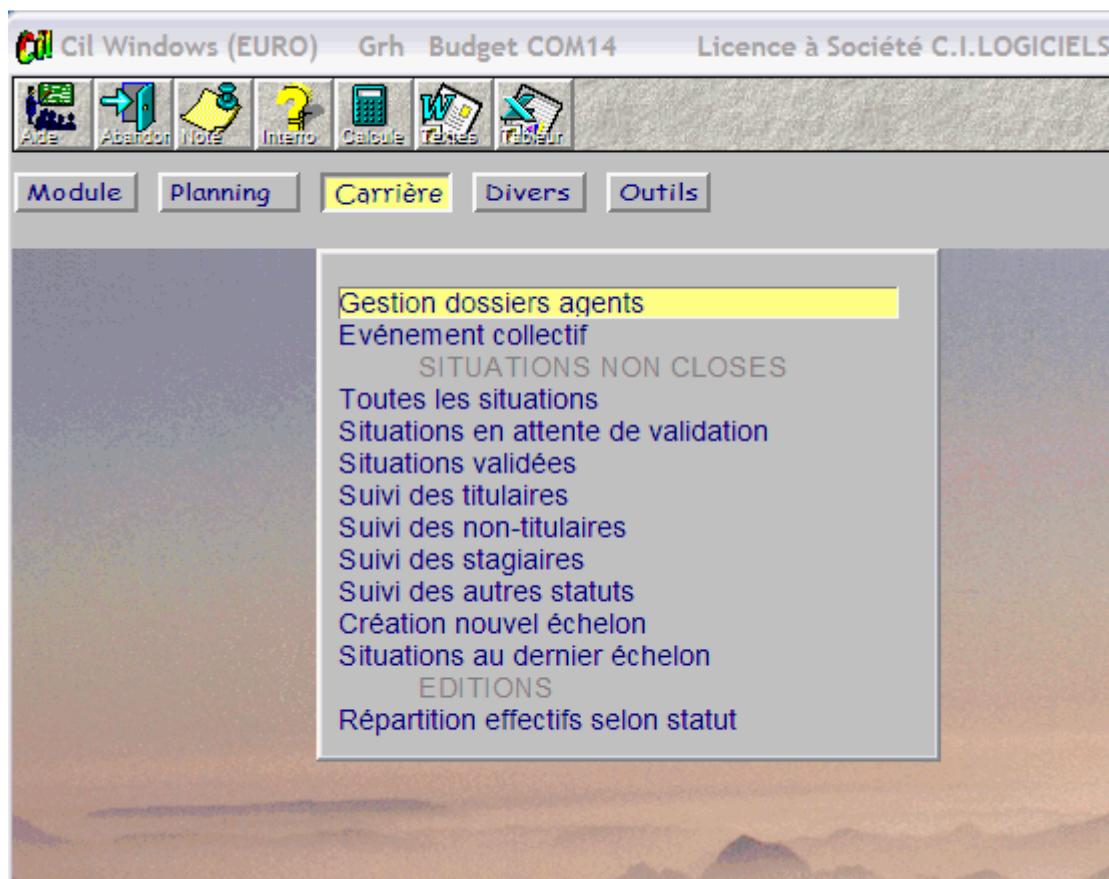 Cil Cil Windows (EURO) Grh Budget COM14 Licence à Société C.I.LOGICIELS
Aide Abandon Note Interro. Calcule Textes Tableur
Module Planning Carrière Divers Outils
Gestion dossiers agents
Evénement collectif
SITUATIONS NON CLOSES
Toutes les situations
Situations en attente de validation
Situations validées
Suivi des titulaires
Suivi des non-titulaires
Suivi des stagiaires
Suivi des autres statuts
Création nouvel échelon
Situations au dernier échelon
EDITIONS
Répartition effectifs selon statut